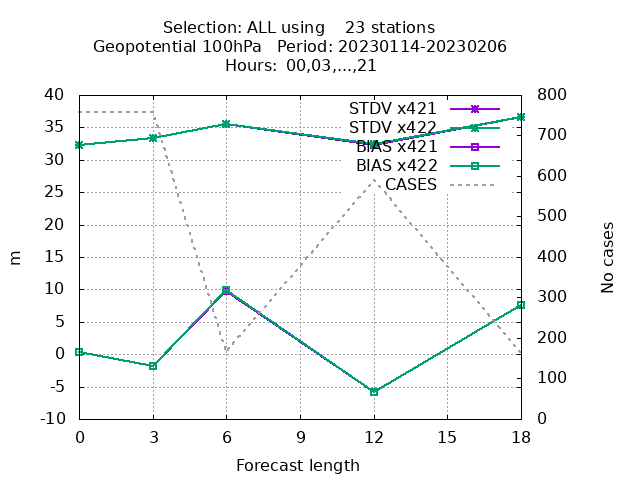 Selection: ALL using 23 stations
Geopotential 100hPa Period: 20230114-20230206
Hours: 00,03,...,21
40
35
30
25
20
15
10
5
0
-5
-10
m
STDV x421
STDV x422
BIAS x421
BIAS x422
CASES
800
700
600
500
400
300
200
100
0
No cases
0 3 6 9 12 15 18
Forecast length